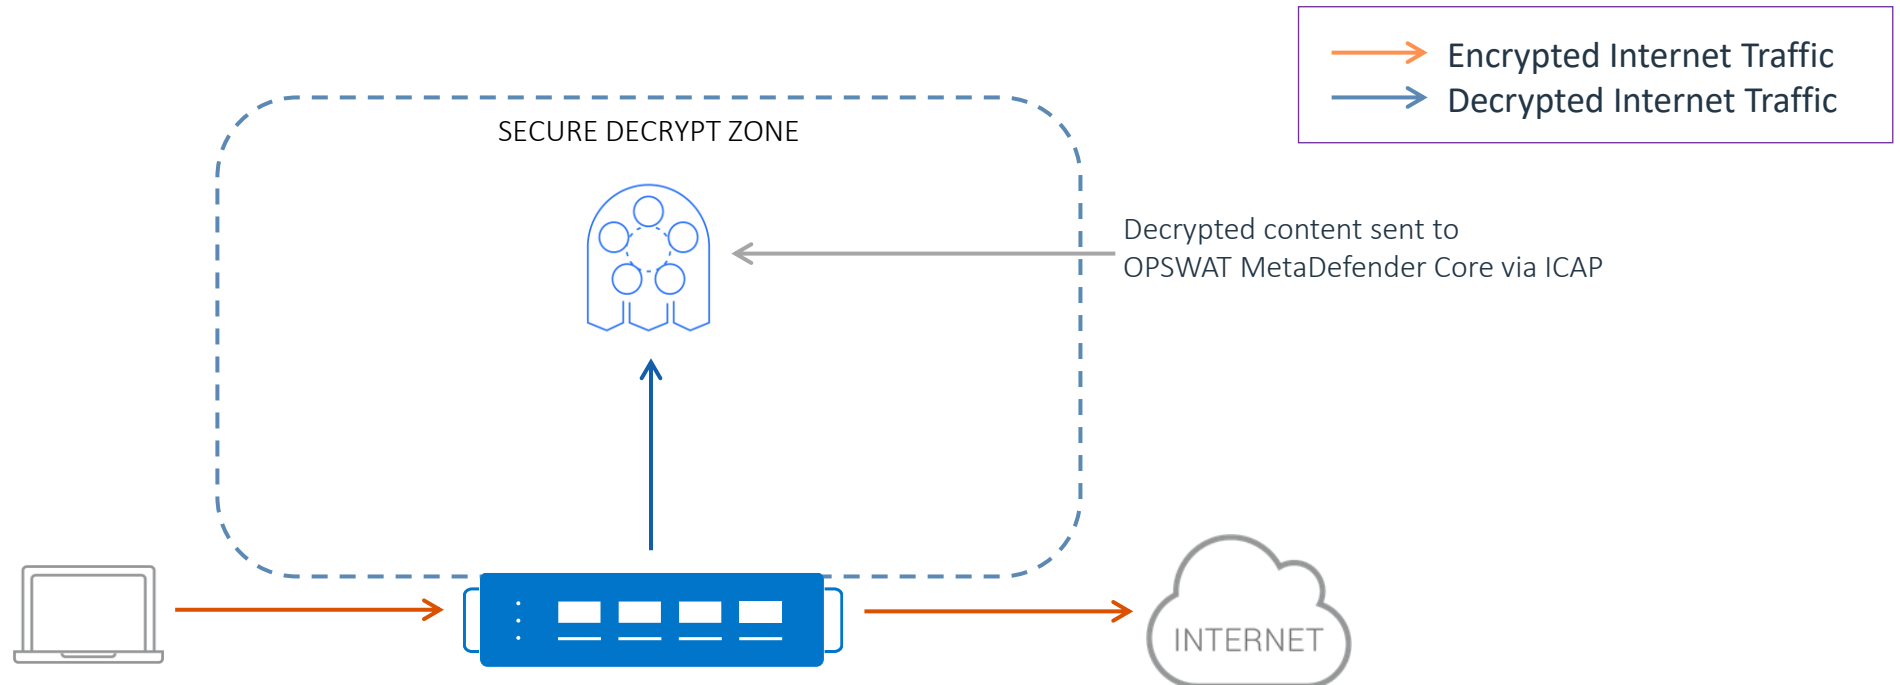 Encrypted Internet Traffic
Decrypted Internet Traffic
SECURE DECRYPT ZONE
Decrypted content sent to
OPSWAT MetaDefender Core via ICAP
INTERNET